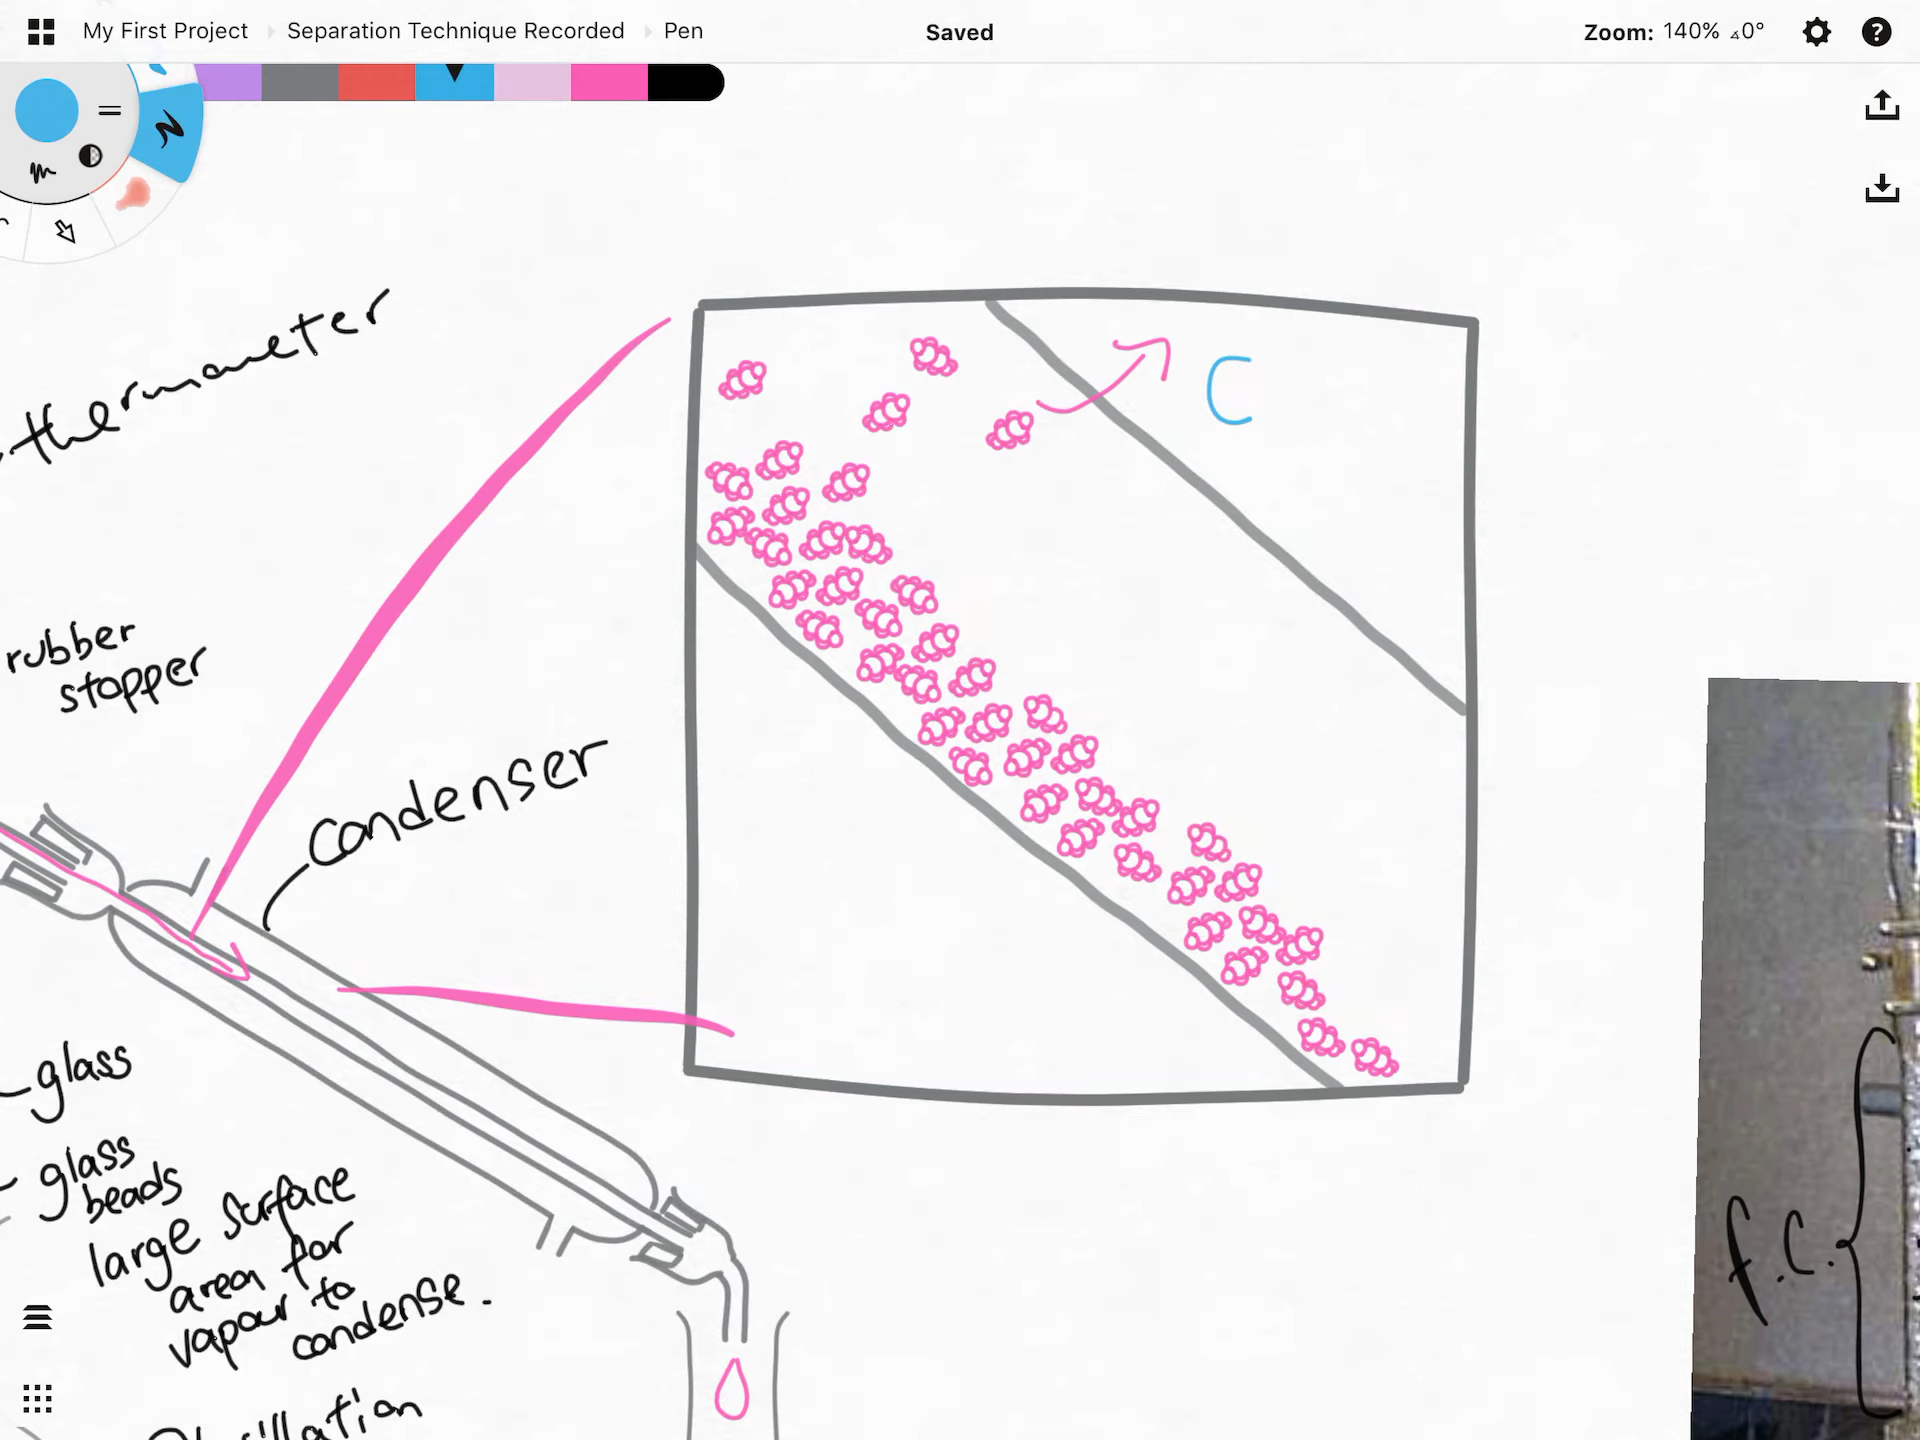 My First Project Separation Technique Recorded Pen
Saved
Zoom: 140% ⊿0°
thermometer
C
rubber
stopper
Condenser
glass
glass
beads
large surface
area for
vapour to
condense.
f.C.